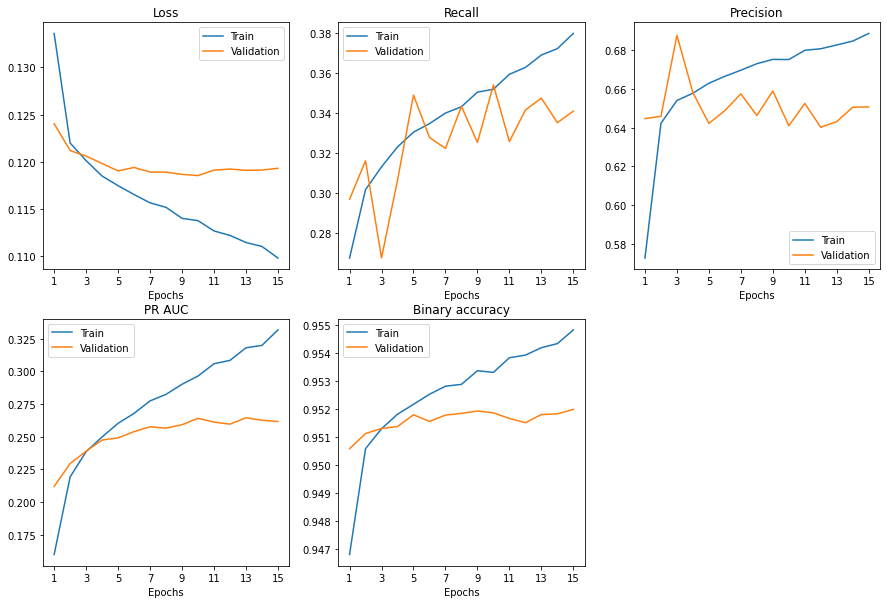 Loss
Train
Validation
0.130
0.125
0.120
0.115
0.110
1 3 5 7 9 11 13 15
Epochs
Recall
Train
Validation
0.38
0.36
0.34
0.32
0.30
0.28
1 3 5 7 9 11 13 15
Epochs
Precision
0.68
0.66
0.64
0.62
0.60
0.58
Train
Validation
1 3 5 7 9 11 13 15
Epochs
PR AUC
Train
Validation
0.325
0.300
0.275
0.250
0.225
0.200
0.175
1 3 5 7 9 11 13 15
Epochs
Binary accuracy
Train
Validation
0.955
0.954
0.953
0.952
0.951
0.950
0.949
0.948
0.947
1 3 5 7 9 11 13 15
Epochs